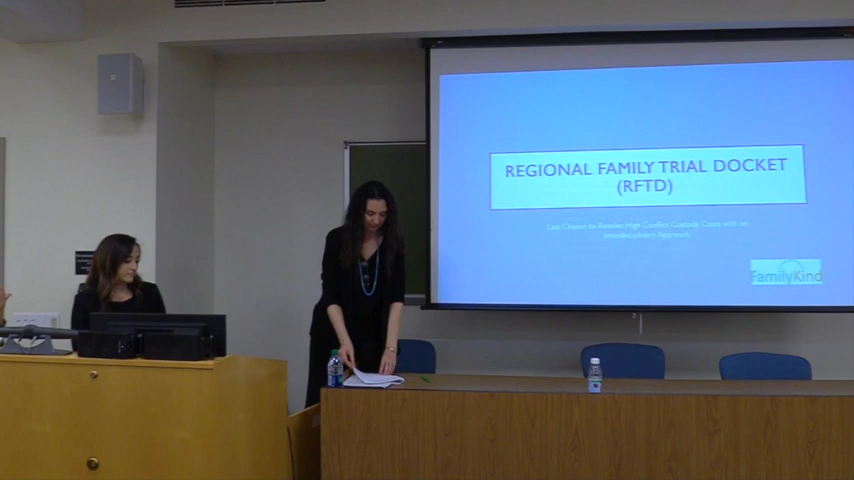 REGIONAL FAMILY TRIAL DOCKET
(RFTD)
Last Chance to Resolve High Conflict Custody Cases with an
Interdisciplinary Approach
FamilyKind